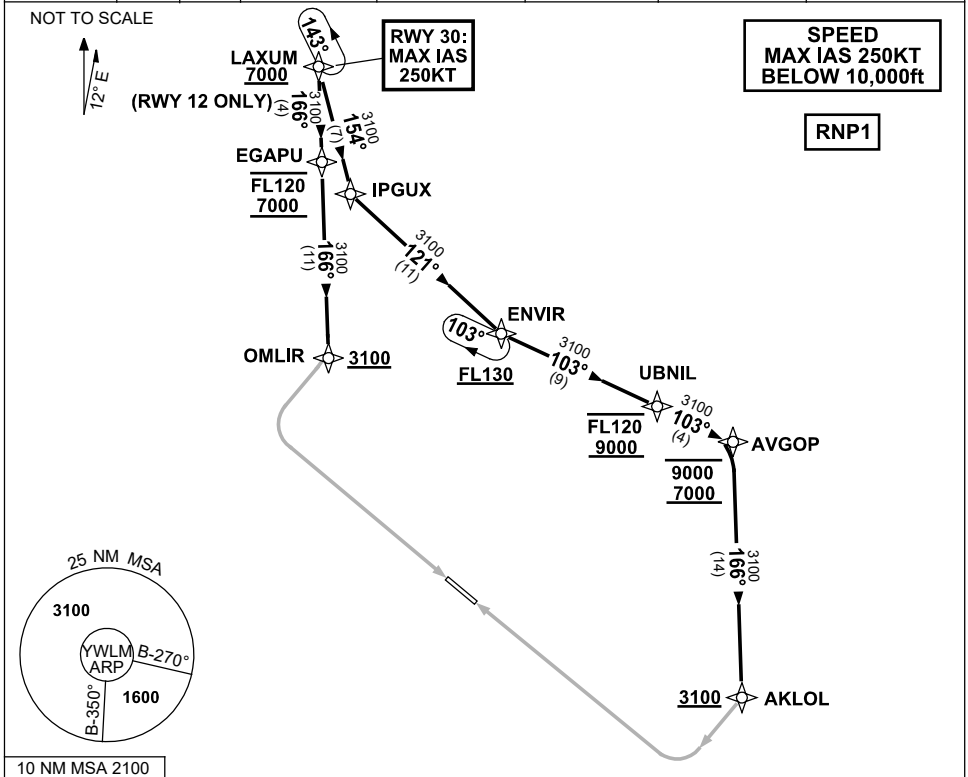 NOT TO SCALE
12° E
143°
LAXUM
7000
RWY 30:
MAX IAS
250KT
SPEED
MAX IAS 250KT
BELOW 10,000ft
RNP1
(RWY 12 ONLY)
3100
166°
(4)
3100
154°
(7)
EGAPU
FL120
7000
IPGUX
3100
166°
(11)
3100
121°
(11)
ENVIR
103°
FL130
3100
103°
(9)
OMLIR
3100
UBNIL
FL120
9000
3100
103°
(4)
AVGOP
9000
7000
3100
166°
(14)
3100
AKLOL
25 NM MSA
3100
YWLM
ARP
B-270°
B-350°
1600
10 NM MSA 2100